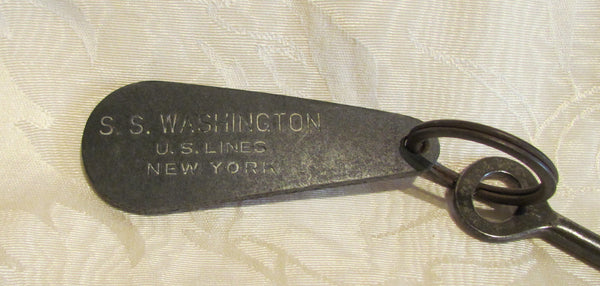 S. S. WASHINGTON
U. S. LINES
NEW YORK